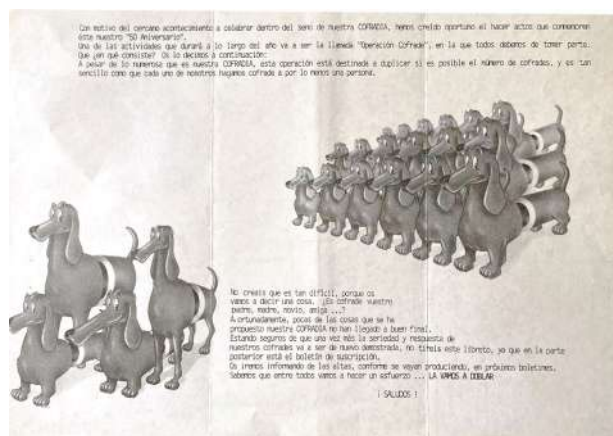 Con motivo del cercano acontecimiento a celebrar dentro del seno de nuestra COFRADIA, hemos creído oportuno el hacer actos que conmemoren
este nuestro "50 Aniversario".
Una de las actividades que durará a lo largo del año va a ser la llamada "Operación Cofrade", en la que todos debemos de tomar parte.
Que ¿en qué consiste? Os lo decimos a continuación:
A pesar de lo numerosa que es nuestra COFRADIA, esta operación está destinada a duplicar si es posible el número de cofrades, y es tan
sencillo como que cada uno de nosotros hagamos cofrade a por lo menos una persona.
No creais que es tan difícil, porque os
vamos a decir una cosa. ¿Es cofrade vuestro
padre, madre, novio, amiga ...?
Afortunadamente, pocas de las cosas que se ha
propuesto nuestra COFRADIA no han llegado a buen final.
Estando seguros de que una vez más la seriedad y respuesta de
nuestros cofrades va a ser de nuevo demostrada, no tireis este libreto, ya que en la parte
posterior está el boletín de suscripción.
Os iremos informando de las altas, conforme se vayan produciendo, en próximos boletines.
Sabemos que entre todos vamos a hacer un esfuerzo ... LA VAMOS A DOBLAR
¡ SALUDOS !